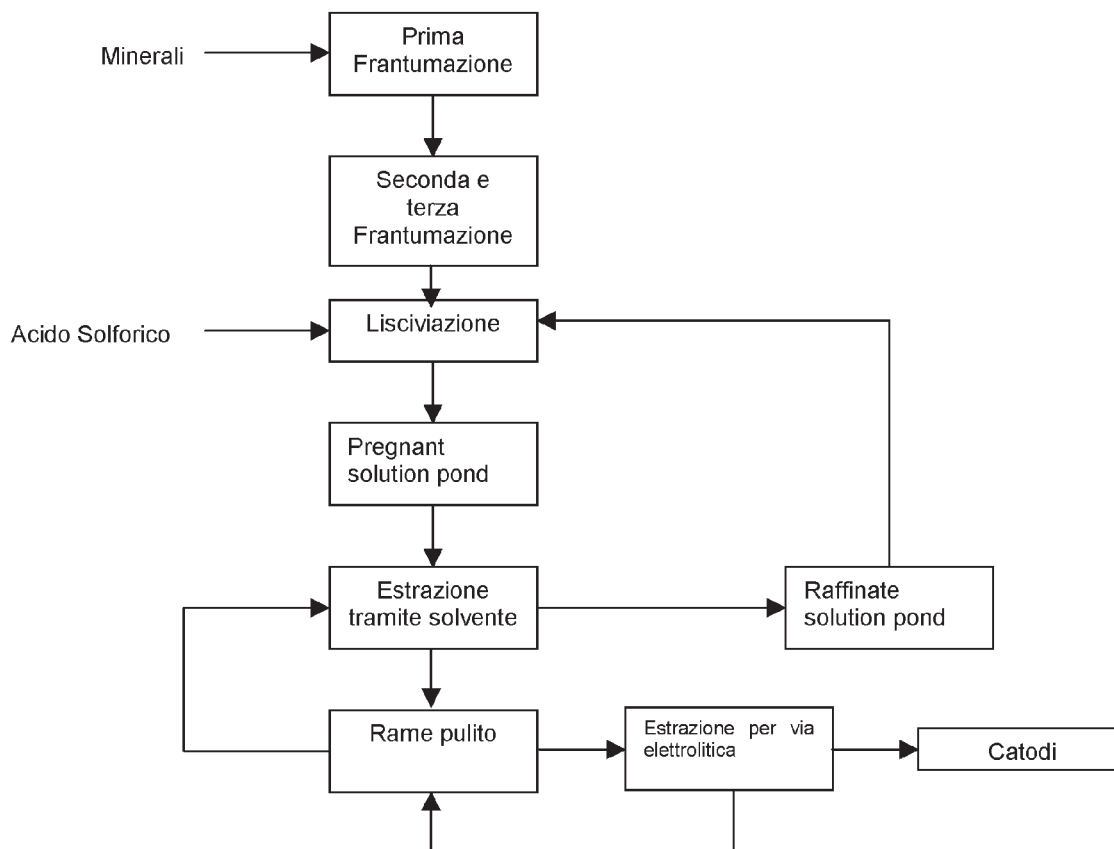 Minerali
Prima
Frantumazione
Seconda e
terza
Frantumazione
Acido Solforico
Lisciviazione
Pregnant
solution pond
Estrazione
tramite solvente
Raffinate
solution pond
Rame pulito
Estrazione per via
elettrolitica
Catodi